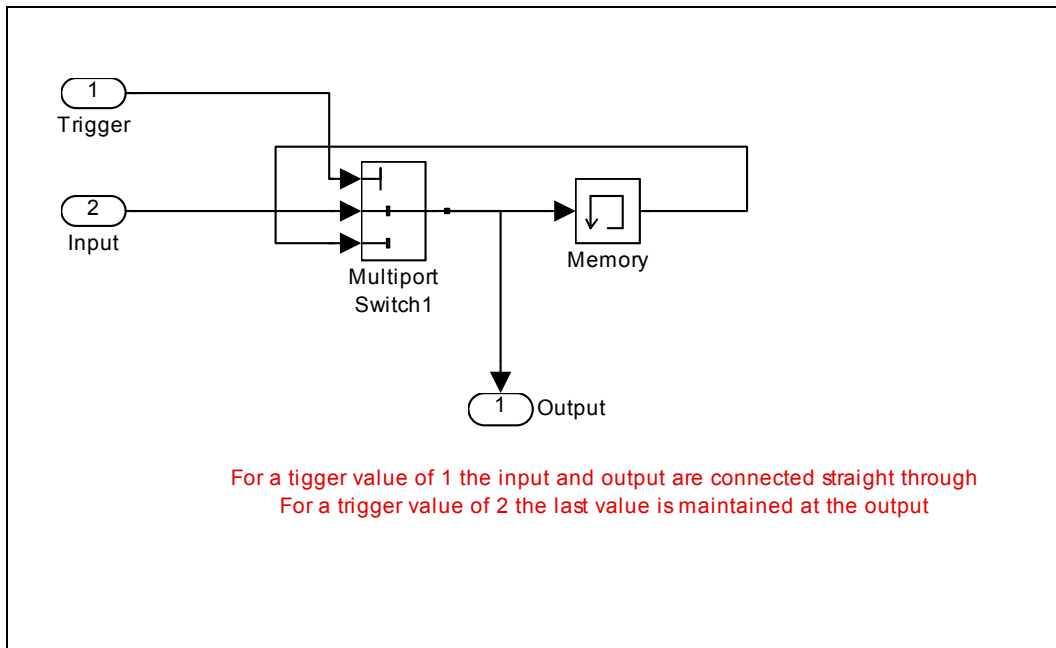 1
Trigger
2
Input
Multiport
Switch1
Memory
1
Output
For a tigger value of 1 the input and output are connected straight through
For a trigger value of 2 the last value is maintained at the output